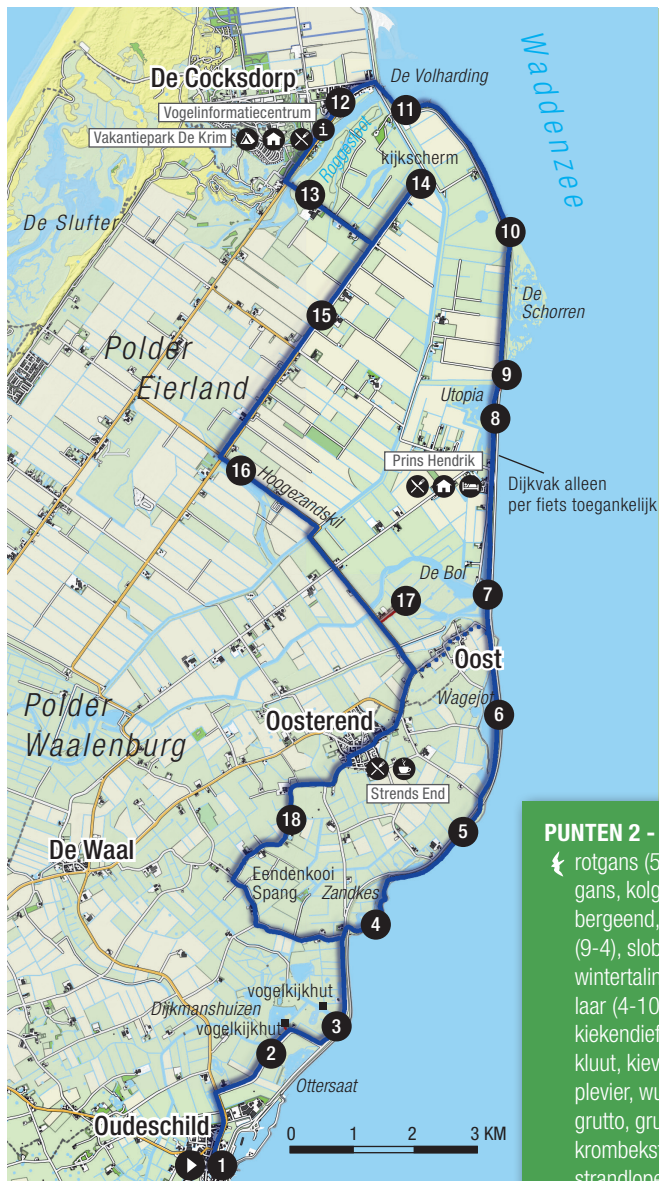 De Cocksdorp
De Volharding
Waddenzee
Vogelinformatiecentrum
12
11
i
Vakantiepark De Krim
Roggesloot
kijkscherm
14
13
De Slufter
10
De
Schorren
15
Polder
Eierland
9
Utopia
8
Prins Hendrik
16
Hoogezandskil
Dijkvak alleen
per fiets toegankelijk
De Bol
17
7
Oost
Polder
Waalenburg
Wagejot
6
Oosterend
Strends End
18
5
De Waal
Eendenkooi
Spang
Zandkes
4
vogelkijkhut
Dijkmanshuizen
vogelkijkhut
3
2
Ottersaat
Oudeschild
1
0 1 2 3 KM
PUNTEN 2 -
rotgans (5
gans, kolg
bergeend,
(9-4), slob
wintertalin
laar (4-10
kiekendief
kluut, kiev
plevier, wu
grutto, gru
krombekst
strandlope